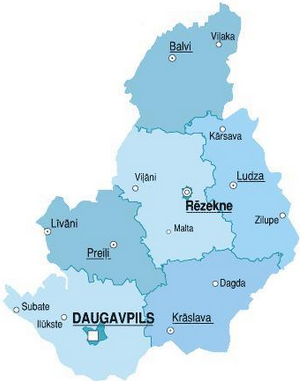 Viļaka
Balvi
Kārsava
Viļāni
Ludza
Rēzekne
Zilupe
Līvāni
Malta
Preiļi
Dagda
Subate
Ilūkste
DAUGAVPILS
Krāslava